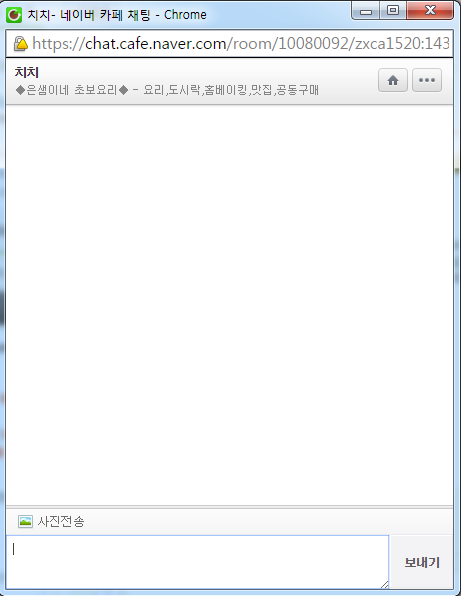 치치- 네이버 카페 채팅 - Chrome
https://chat.cafe.naver.com/room/10080092/zxca1520:143
치치
◆은샘이네 초보요리◆ - 요리,도시락,홈베이킹,맛집,공동구매
사진전송
보내기